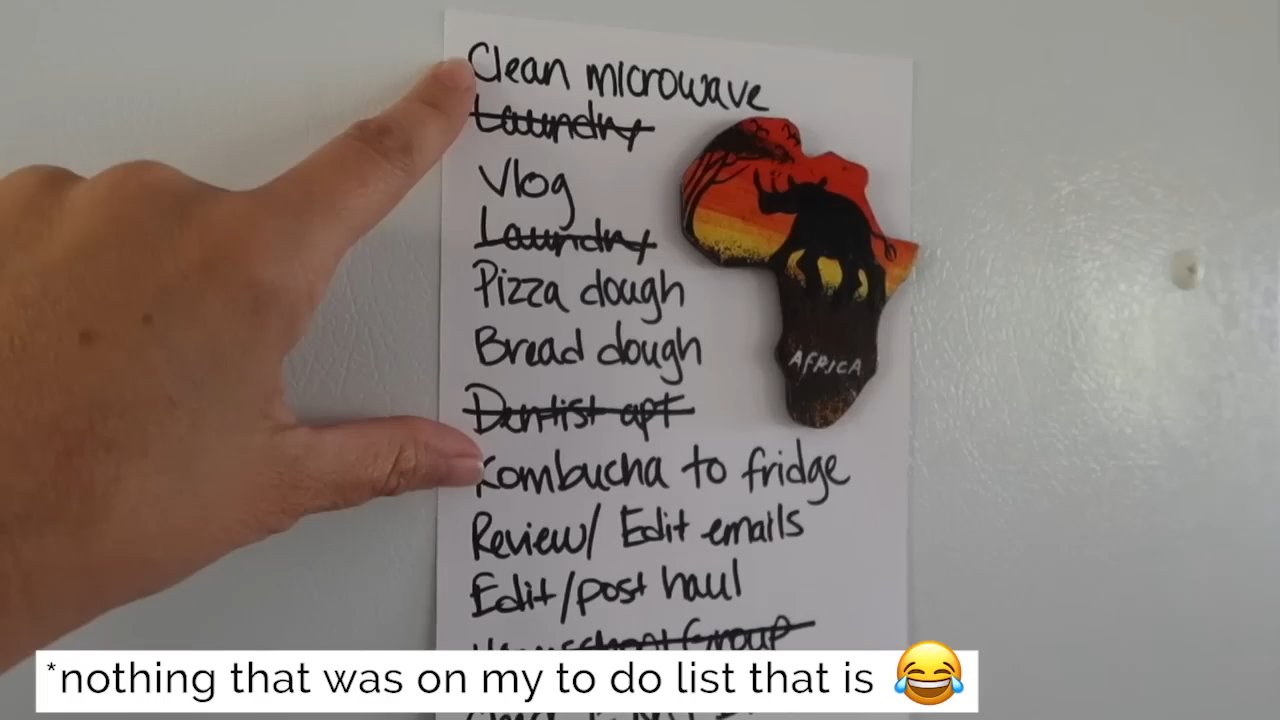 Clean microwave
Laundry
Vlog
Laundry
Pizza dough
Bread dough
Dentist apt
AFRICA
Kombucha to fridge
Review/ Edit emails
Edit/post haul
Group
*nothing that was on my to do list that is 😂